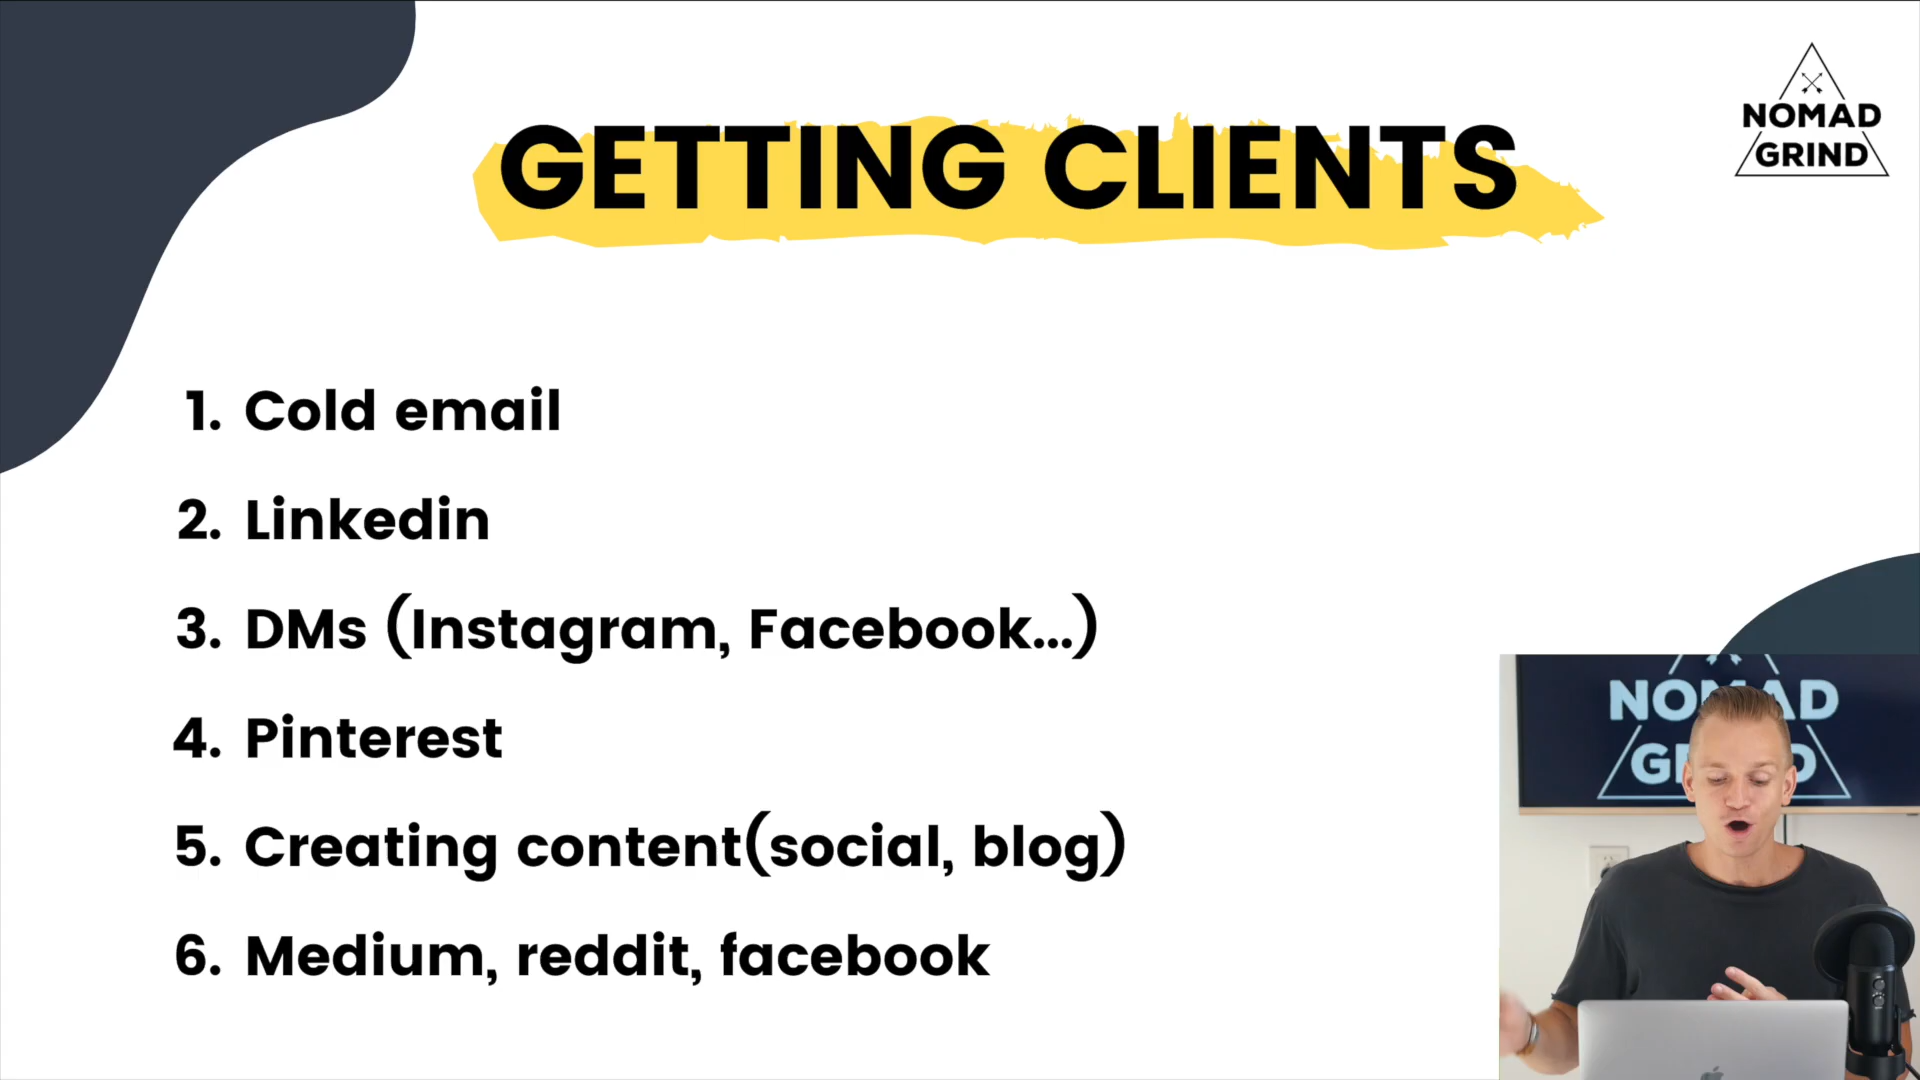 GETTING CLIENTS
NOMAD
GRIND
1. Cold email
2. Linkedin
3. DMs (Instagram, Facebook...)
4. Pinterest
5. Creating content(social, blog)
6. Medium, reddit, facebook